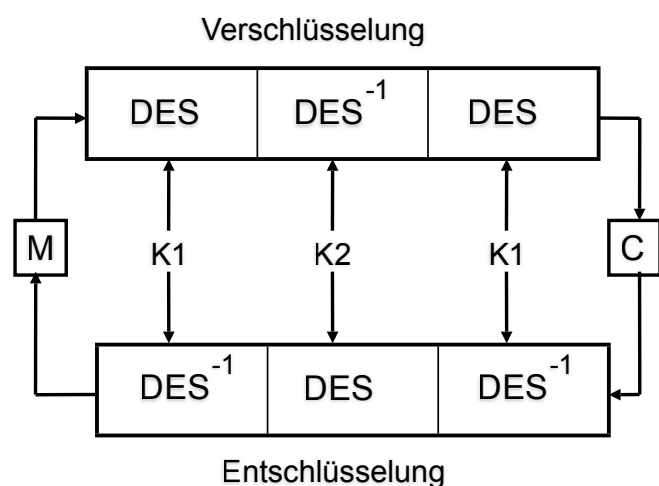 Verschlüsselung
DES DES-1 DES
M K1 K2 K1 C
DES-1 DES DES-1
Entschlüsselung